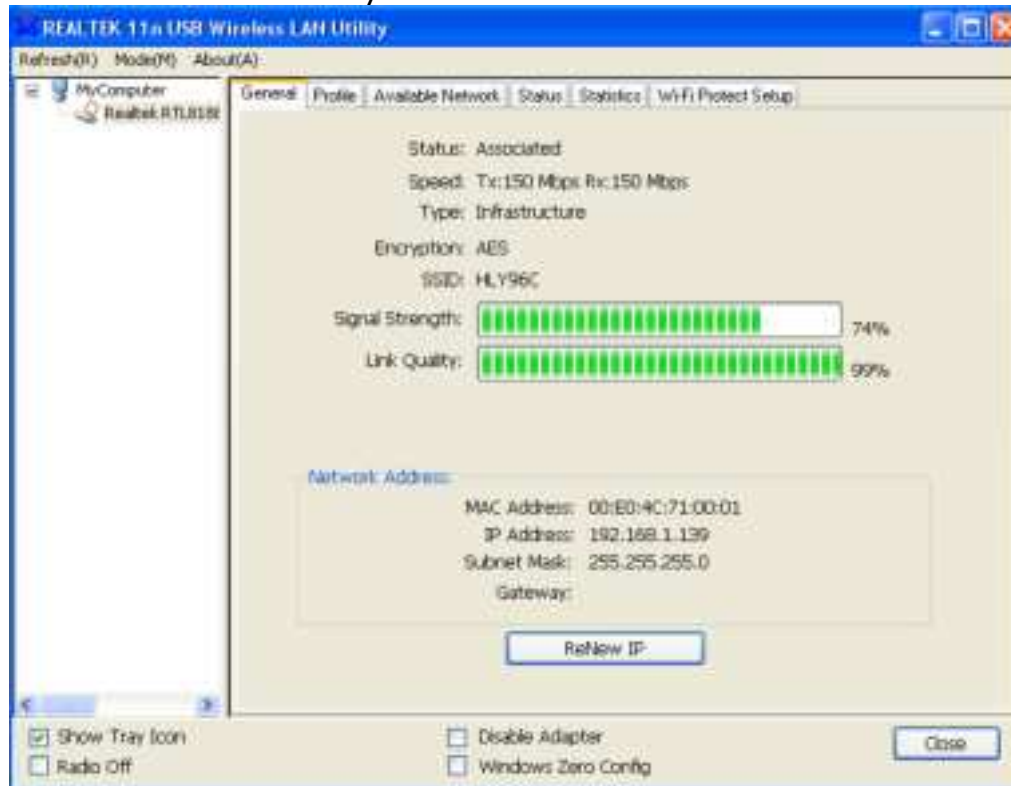 REALTEK 11n USB Wireless LAN Utility
Refresh(R) Mode(M) About(A)
MyComputer
Realtek RTL818
General Profile Available Network Status Statistics Wi-Fi Protect Setup
Status: Associated
Speed: Tx:150 Mbps Rx:150 Mbps
Type: Infrastructure
Encryption: AES
SSID: HLY96C
Signal Strength: 74%
Link Quality: 99%
Network Address:
MAC Address: 00:E0:4C:71:00:01
IP Address: 192.168.1.139
Subnet Mask: 255.255.255.0
Gateway:
ReNew IP
Show Tray Icon
Disable Adapter
Close
Radio Off
Windows Zero Config